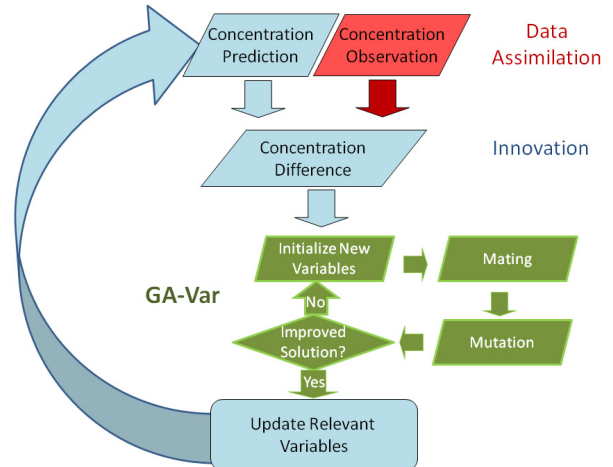 Concentration
Prediction
Concentration
Observation
Data
Assimilation
Concentration
Difference
Innovation
Initialize New
Variables
Mating
GA-Var
No
Improved
Solution?
Mutation
Yes
Update Relevant
Variables